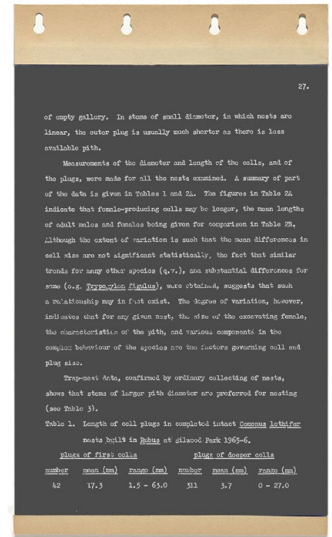 27.
of empty gallery. In stems of small diameter, in which nests are
linear, the outer plug is usually much shorter as there is less
available pith.
Measurements of the diameter and length of the cells, and of
the plugs, were made for all the nests examined. A summary of part
of the data is given in Tables 1 and 2A. The figures in Table 2A
indicate that female-producing cells may be longer, the mean lengths
of adult males and females being given for comparison in Table 2B.
Although the extent of variation is such that the mean differences in
cell size are not significant statistically, the fact that similar
trends for many other species (q.v.), and substantial differences for
some (e.g. Trypoxylon figulus), were obtained, suggests that such
a relationship may in fact exist. The degree of variation, however,
indicates that for any given nest, the size of the excavating female,
the characteristics of the pith, and various components in the
complex behaviour of the species are the factors governing cell and
plug size.
Trap-nest data, confirmed by ordinary collecting of nests,
shows that stems of larger pith diameter are preferred for nesting
(see Table 3).
Table 1. Length of cell plugs in completed intact Cemonus lethifer
nests built in Rubus at Silwood Park 1965-6.
plugs of first cells plugs of deeper cells
number mean (mm) range (mm) number mean (mm) range (mm)
42 17.3 1.5 - 63.0 311 3.7 0 - 27.0